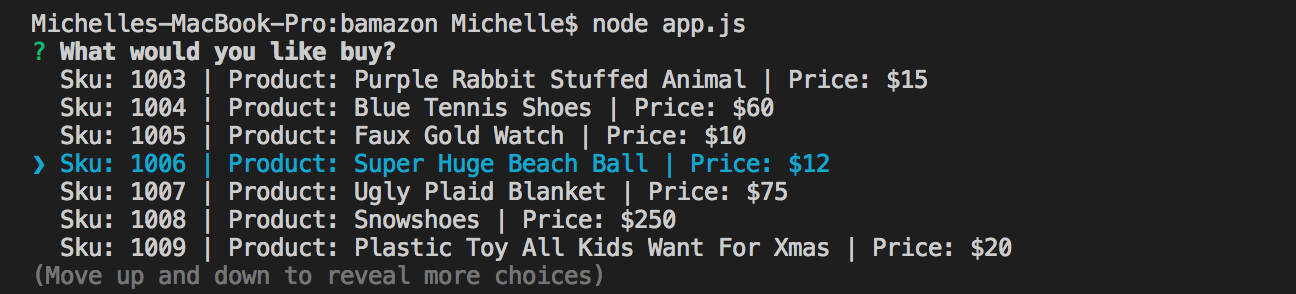 Michelles-MacBook-Pro:bamazon Michelle$ node app.js
? What would you like buy?
Sku: 1003 | Product: Purple Rabbit Stuffed Animal | Price: $15
Sku: 1004 | Product: Blue Tennis Shoes | Price: $60
Sku: 1005 | Product: Faux Gold Watch | Price: $10
❯ Sku: 1006 | Product: Super Huge Beach Ball | Price: $12
Sku: 1007 | Product: Ugly Plaid Blanket | Price: $75
Sku: 1008 | Product: Snowshoes | Price: $250
Sku: 1009 | Product: Plastic Toy All Kids Want For Xmas | Price: $20
(Move up and down to reveal more choices)